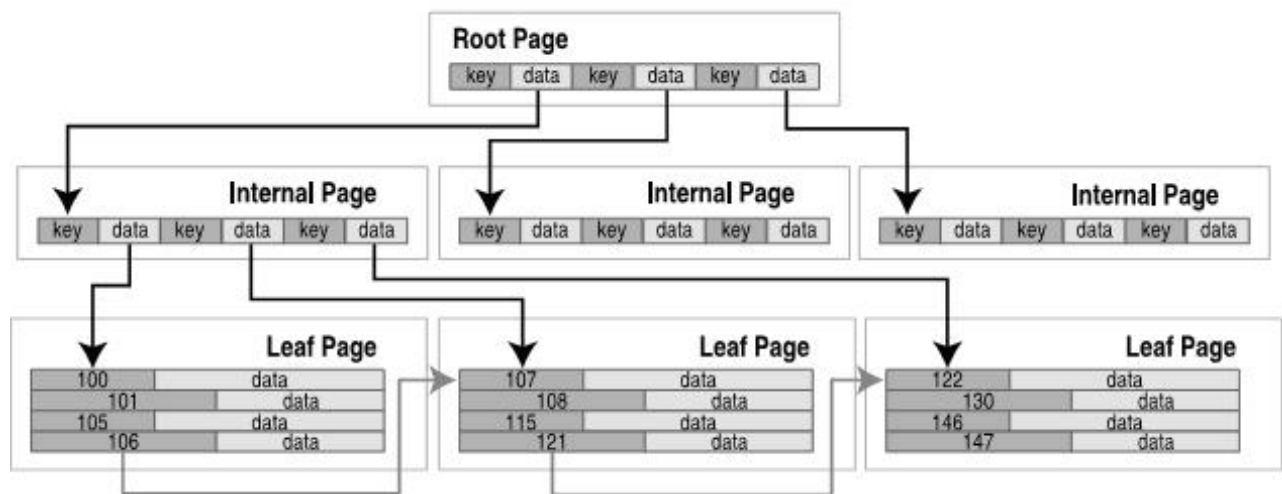 Root Page
key data key data key data
Internal Page
key data key data key data
Internal Page
key data key data key data
Internal Page
key data key data key data
Leaf Page
100 data
101 data
105 data
106 data
Leaf Page
107 data
108 data
115 data
121 data
Leaf Page
122 data
130 data
146 data
147 data